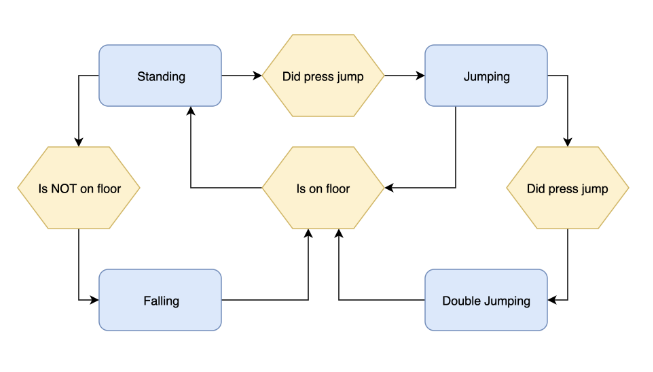 Standing
Did press jump
Jumping
Is NOT on floor
Is on floor
Did press jump
Falling
Double Jumping